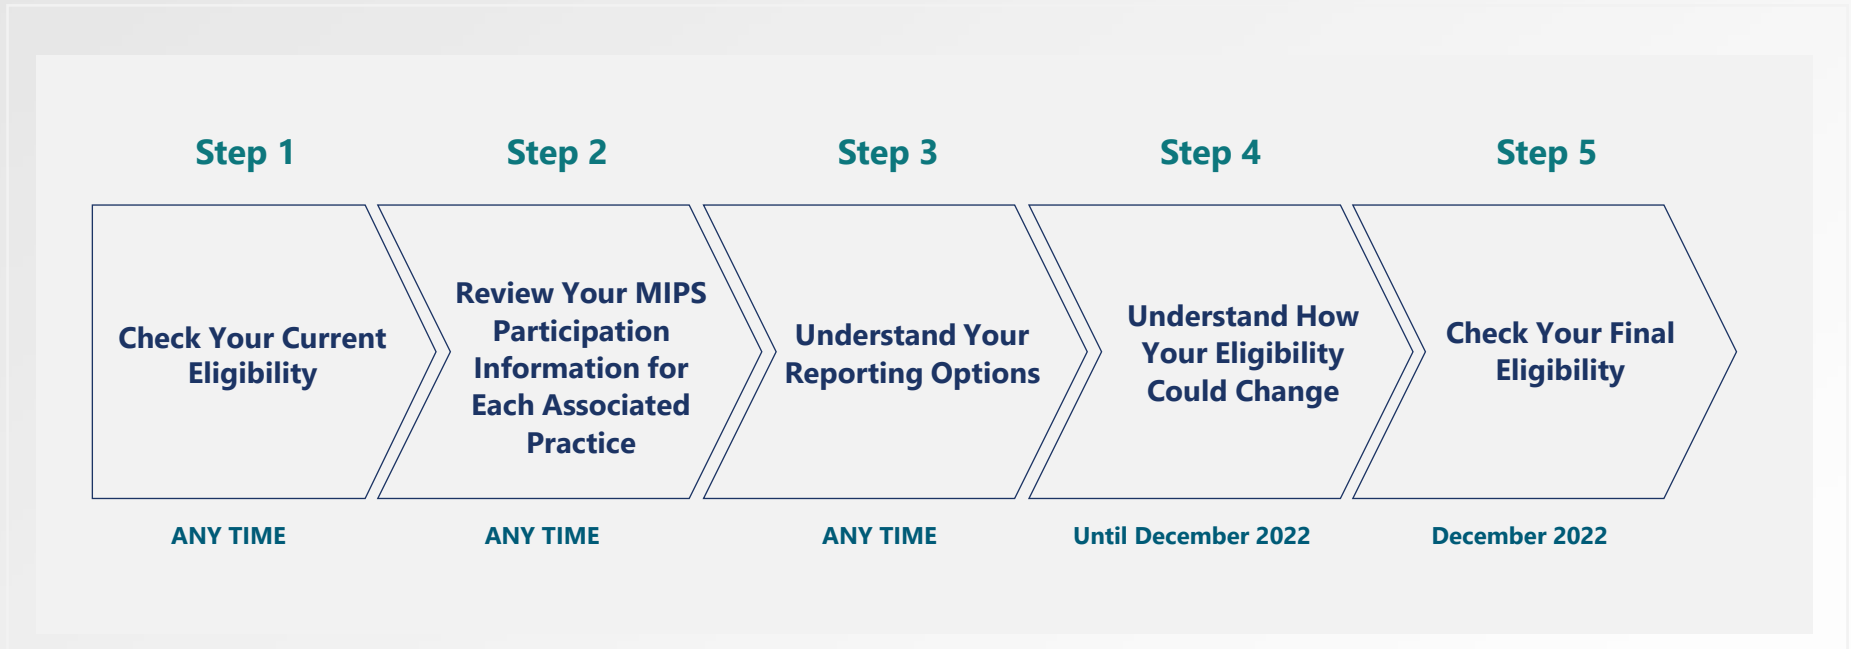 Step 1
Step 2
Step 3
Step 4
Step 5
Check Your Current
Eligibility
Review Your MIPS
Participation
Information for
Each Associated
Practice
Understand Your
Reporting Options
Understand How
Your Eligibility
Could Change
Check Your Final
Eligibility
ANY TIME
ANY TIME
ANY TIME
Until December 2022
December 2022